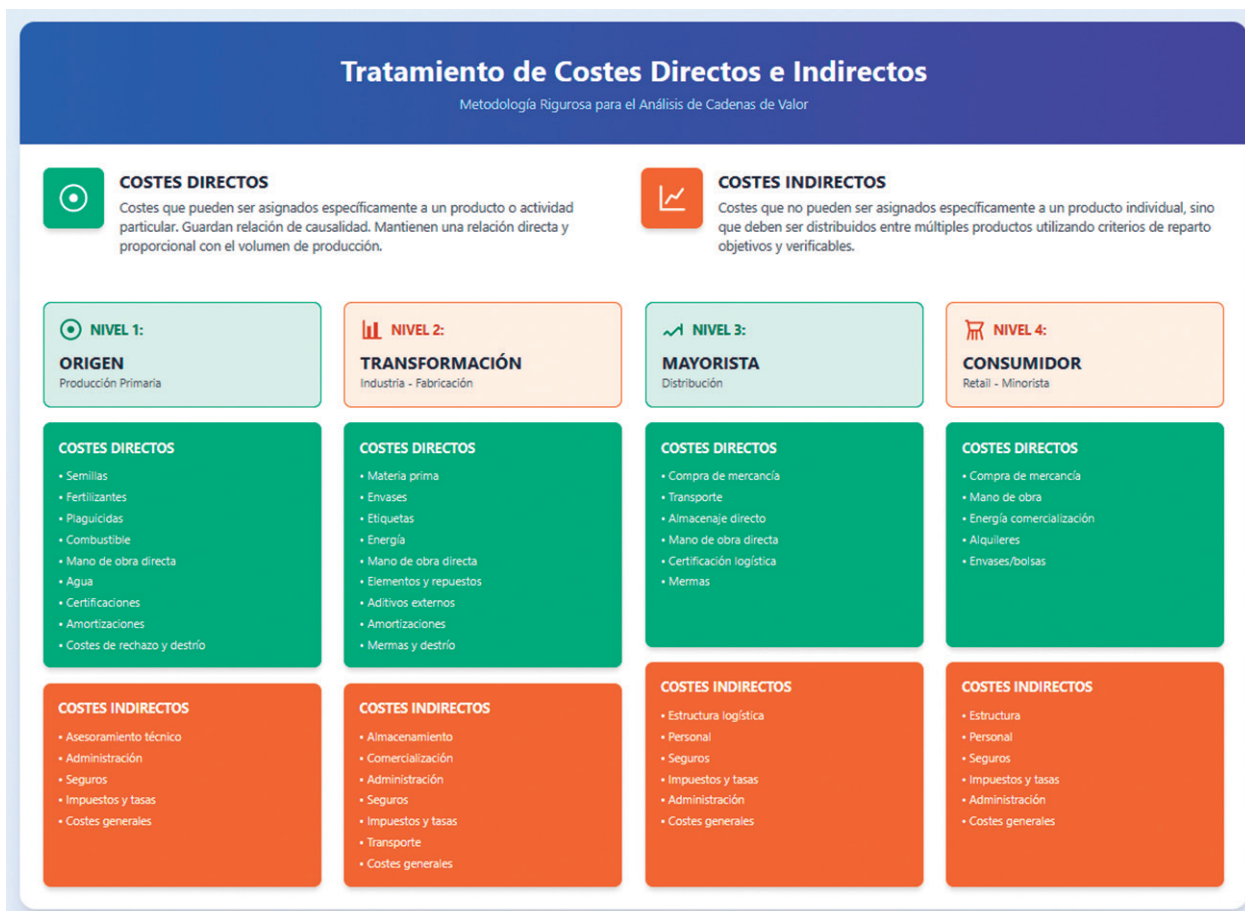 Tratamiento de Costes Directos e Indirectos
Metodología Rigurosa para el Análisis de Cadenas de Valor
COSTES DIRECTOS
Costes que pueden ser asignados específicamente a un producto o actividad
particular. Guardan relación de causalidad. Mantienen una relación directa y
proporcional con el volumen de producción.
COSTES INDIRECTOS
Costes que no pueden ser asignados específicamente a un producto individual, sino
que deben ser distribuidos entre múltiples productos utilizando criterios de reparto
objetivos y verificables.
NIVEL 1:
ORIGEN
Producción Primaria
COSTES DIRECTOS
• Semillas
• Fertilizantes
• Plaguicidas
• Combustible
• Mano de obra directa
• Agua
• Certificaciones
• Amortizaciones
• Costes de rechazo y destrío
COSTES INDIRECTOS
• Asesoramiento técnico
• Administración
• Seguros
• Impuestos y tasas
• Costes generales
NIVEL 2:
TRANSFORMACIÓN
Industria - Fabricación
COSTES DIRECTOS
• Materia prima
• Envases
• Etiquetas
• Energía
• Mano de obra directa
• Elementos y repuestos
• Aditivos externos
• Amortizaciones
• Mermas y destrío
COSTES INDIRECTOS
• Almacenamiento
• Comercialización
• Administración
• Seguros
• Impuestos y tasas
• Transporte
• Costes generales
NIVEL 3:
MAYORISTA
Distribución
COSTES DIRECTOS
• Compra de mercancía
• Transporte
• Almacenaje directo
• Mano de obra directa
• Certificación logística
• Mermas
COSTES INDIRECTOS
• Estructura logística
• Personal
• Seguros
• Impuestos y tasas
• Administración
• Costes generales
NIVEL 4:
CONSUMIDOR
Retail - Minorista
COSTES DIRECTOS
• Compra de mercancía
• Mano de obra
• Energía comercialización
• Alquileres
• Envases/bolsas
COSTES INDIRECTOS
• Estructura
• Personal
• Seguros
• Impuestos y tasas
• Administración
• Costes generales